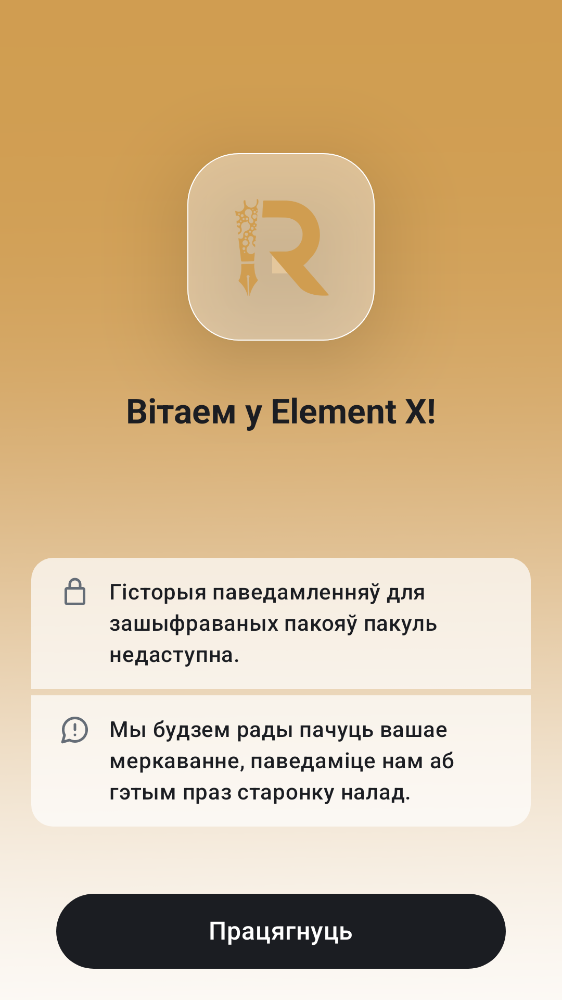 Вітаем у Element X!
Гісторыя паведамленняў для
зашыфраваных пакояў пакуль
недаступна.
Мы будзем рады пачуць вашае
меркаванне, паведаміце нам аб
гэтым праз старонку налад.
Працягнуць